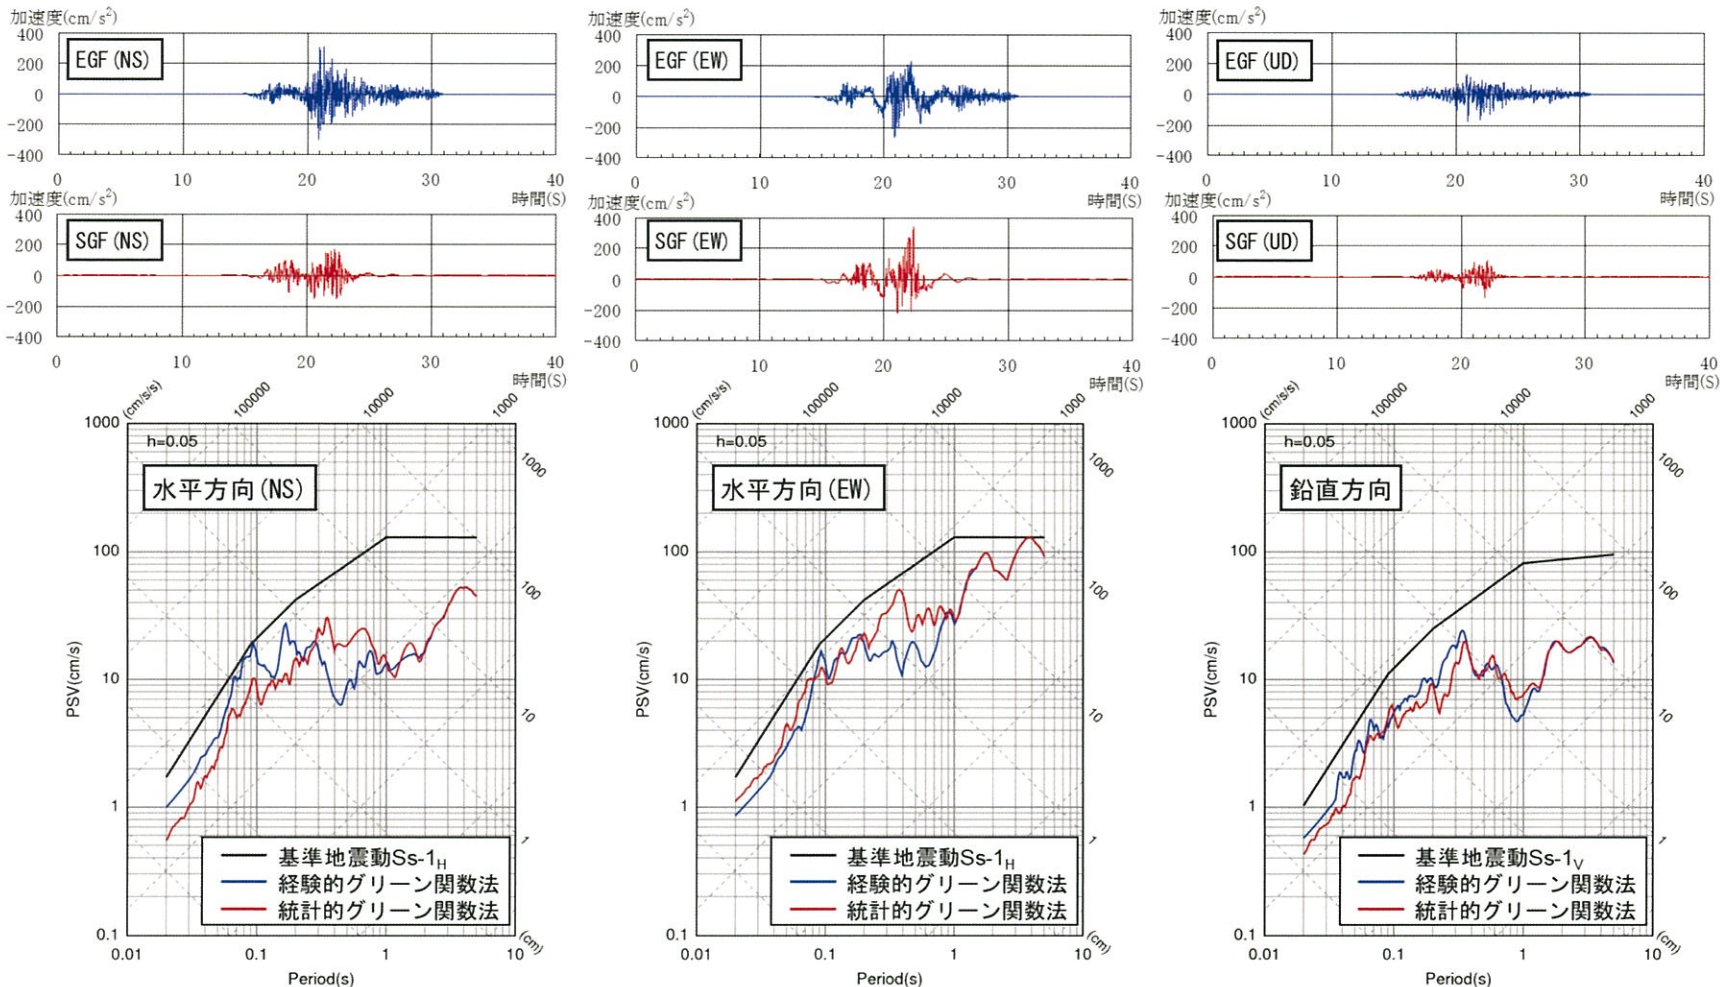 加速度(cm/s²)
400
200
0
-200
-400
EGF(NS)
0
10
20
30
40
時間(S)
加速度(cm/s²)
400
200
0
-200
-400
EGF(EW)
0
10
20
30
40
時間(S)
加速度(cm/s²)
400
200
0
-200
-400
EGF(UD)
0
10
20
30
40
時間(S)
加速度(cm/s²)
400
200
0
-200
-400
SGF(NS)
0
10
20
30
40
時間(S)
加速度(cm/s²)
400
200
0
-200
-400
SGF(EW)
0
10
20
30
40
時間(S)
加速度(cm/s²)
400
200
0
-200
-400
SGF(UD)
0
10
20
30
40
時間(S)
(cm/s/s)
100000
10000
1000
1000
100
10
1
(cm)
h=0.05
水平方向(NS)
PSV(cm/s)
1000
100
10
1
0.1
基準地震動Ss-1H
経験的グリーン関数法
統計的グリーン関数法
0.01
0.1
1
10
Period(s)
(cm/s/s)
100000
10000
1000
1000
100
10
1
(cm)
h=0.05
水平方向(EW)
PSV(cm/s)
1000
100
10
1
0.1
基準地震動Ss-1H
経験的グリーン関数法
統計的グリーン関数法
0.01
0.1
1
10
Period(s)
(cm/s/s)
100000
10000
1000
1000
100
10
1
(cm)
h=0.05
鉛直方向
PSV(cm/s)
1000
100
10
1
0.1
基準地震動Ss-1V
経験的グリーン関数法
統計的グリーン関数法
0.01
0.1
1
10
Period(s)